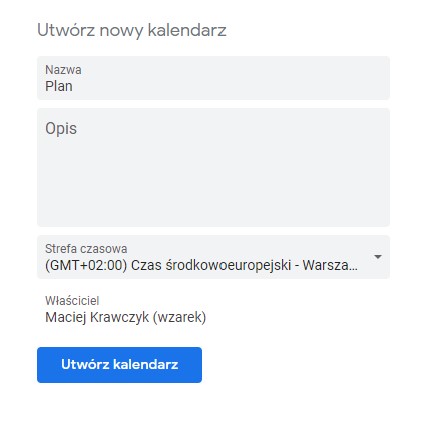 Utwórz nowy kalendarz
Nazwa
Plan
Opis
Strefa czasowa
(GMT+02:00) Czas środkowoeuropejski - Warsza...
Właściciel
Maciej Krawczyk (wzarek)
Utwórz kalendarz